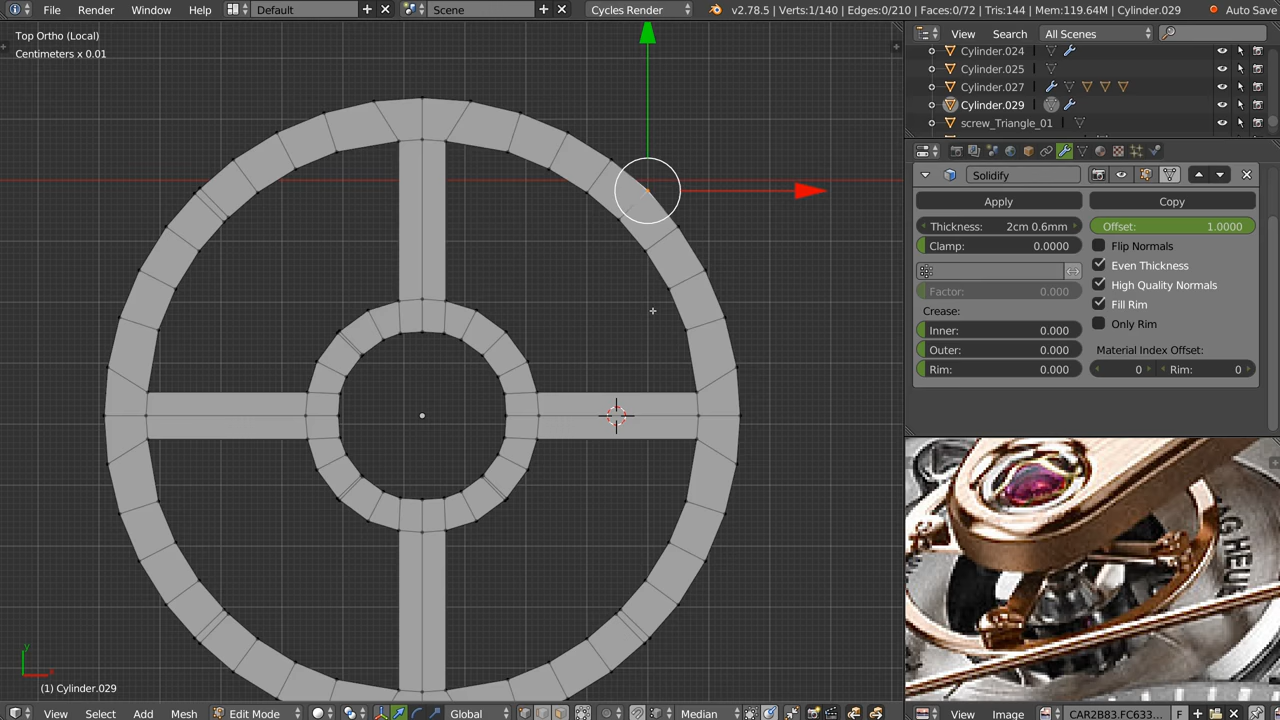 File Render Window Help Default Scene Cycles Render v2.78.5 | Verts:1/140 | Edges:0/210 | Faces:0/72 | Tris:144 | Mem:119.64M | Cylinder.029 Auto Save
Top Ortho (Local)
Centimeters x 0.01
View Search All Scenes
Cylinder.024
Cylinder.025
Cylinder.027
Cylinder.029
screw_Triangle_01
Solidify
Apply Copy
Thickness: 2cm 0.6mm Offset: 1.0000
Clamp: 0.0000 Flip Normals
Even Thickness
Factor: 0.000 High Quality Normals
Crease: Fill Rim
Inner: 0.000 Only Rim
Outer: 0.000 Material Index Offset:
Rim: 0.000 0 Rim: 0
AG HEU
y
x
(1) Cylinder.029
View Select Add Mesh Edit Mode Global Median View Image CAR2B83.FC633... F